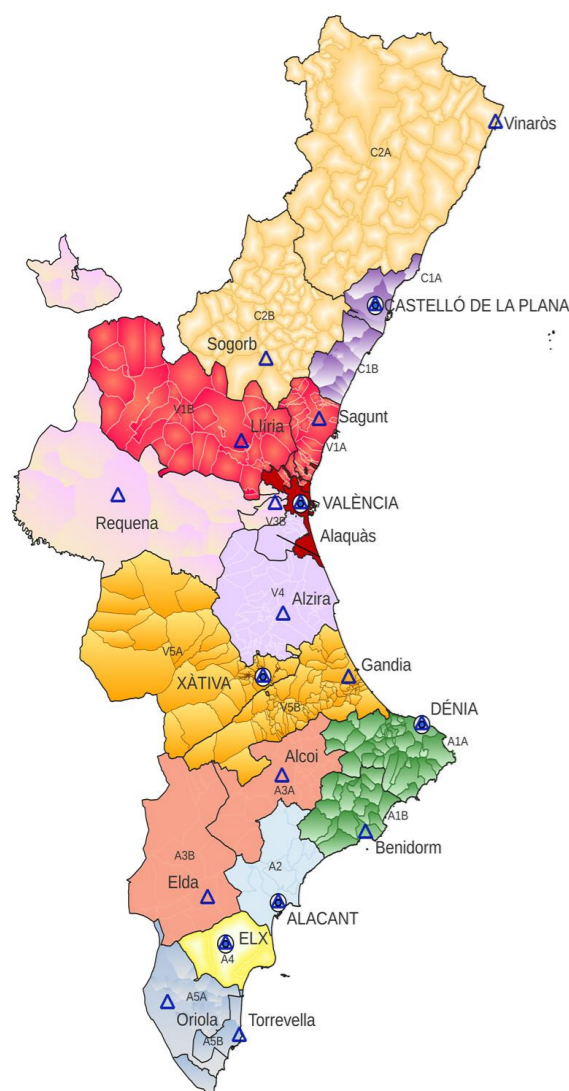 Vinaròs
C2A
C1A
CASTELLÓ DE LA PLANA
C2B
Sogorb
C1B
V1B
Sagunt
Llíria
V1A
Requena
VALÈNCIA
V3B
Alaquàs
V4
Alzira
V5A
Gandia
XÀTIVA
V5B
DÉNIA
A1A
Alcoi
A3A
A1B
Benidorm
A3B
A2
Elda
ALACANT
ELX
A4
A5A
Oriola
Torrevella
A5B